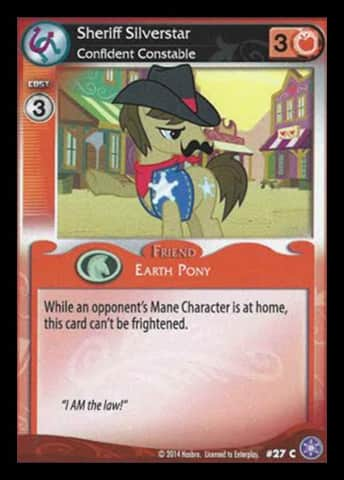 Sheriff Silverstar
Confident Constable
3
COST
3
FRIEND
EARTH PONY
While an opponent's Mane Character is at home,
this card can't be frightened.
"I AM the law!"
© 2014 Hasbro. Licensed to Enterplay. #27 C